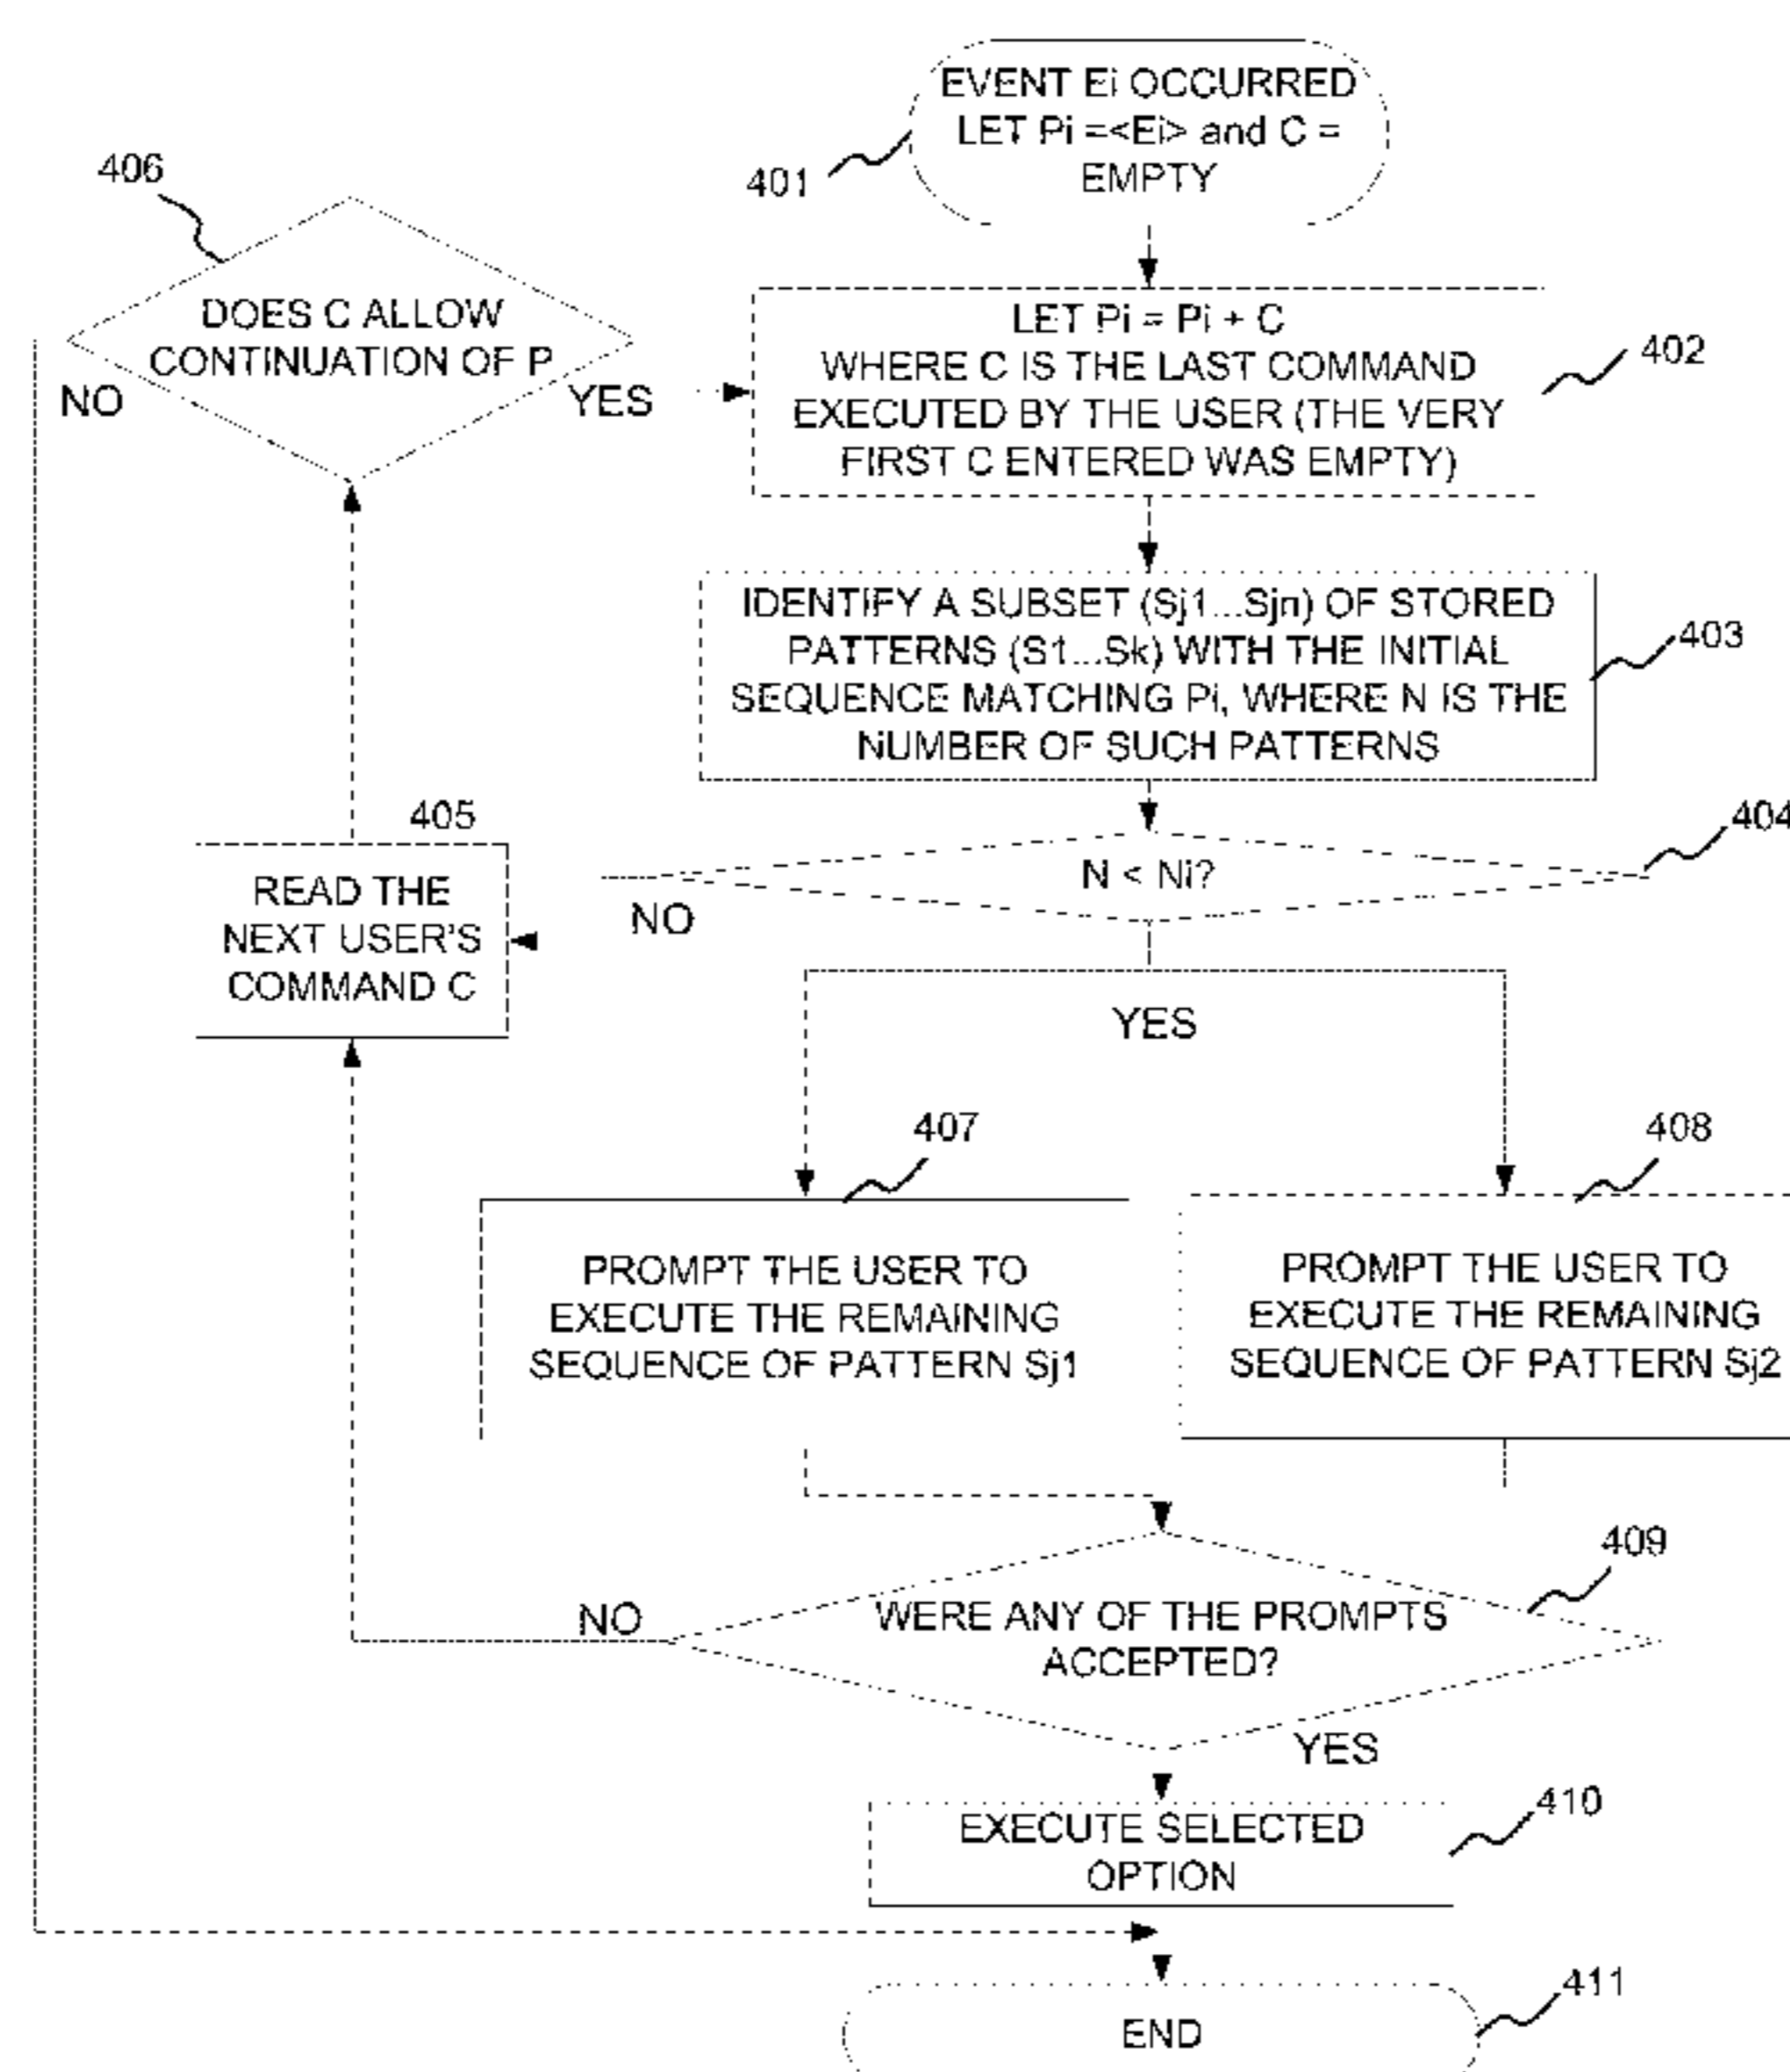 EVENT Ei OCCURRED
LET Pi =<Ei> and C =
EMPTY
401
406
DOES C ALLOW
CONTINUATION OF P
NO
YES
LET Pi = Pi + C
WHERE C IS THE LAST COMMAND
EXECUTED BY THE USER (THE VERY
FIRST C ENTERED WAS EMPTY)
402
IDENTIFY A SUBSET (Sj1...Sjn) OF STORED
PATTERNS (S1...Sk) WITH THE INITIAL
SEQUENCE MATCHING Pi, WHERE N IS THE
NUMBER OF SUCH PATTERNS
403
404
N < Ni?
NO
405
READ THE
NEXT USER'S
COMMAND C
YES
407
PROMPT THE USER TO
EXECUTE THE REMAINING
SEQUENCE OF PATTERN Sj1
408
PROMPT THE USER TO
EXECUTE THE REMAINING
SEQUENCE OF PATTERN Sj2
409
WERE ANY OF THE PROMPTS
ACCEPTED?
NO
YES
EXECUTE SELECTED
OPTION
410
411
END